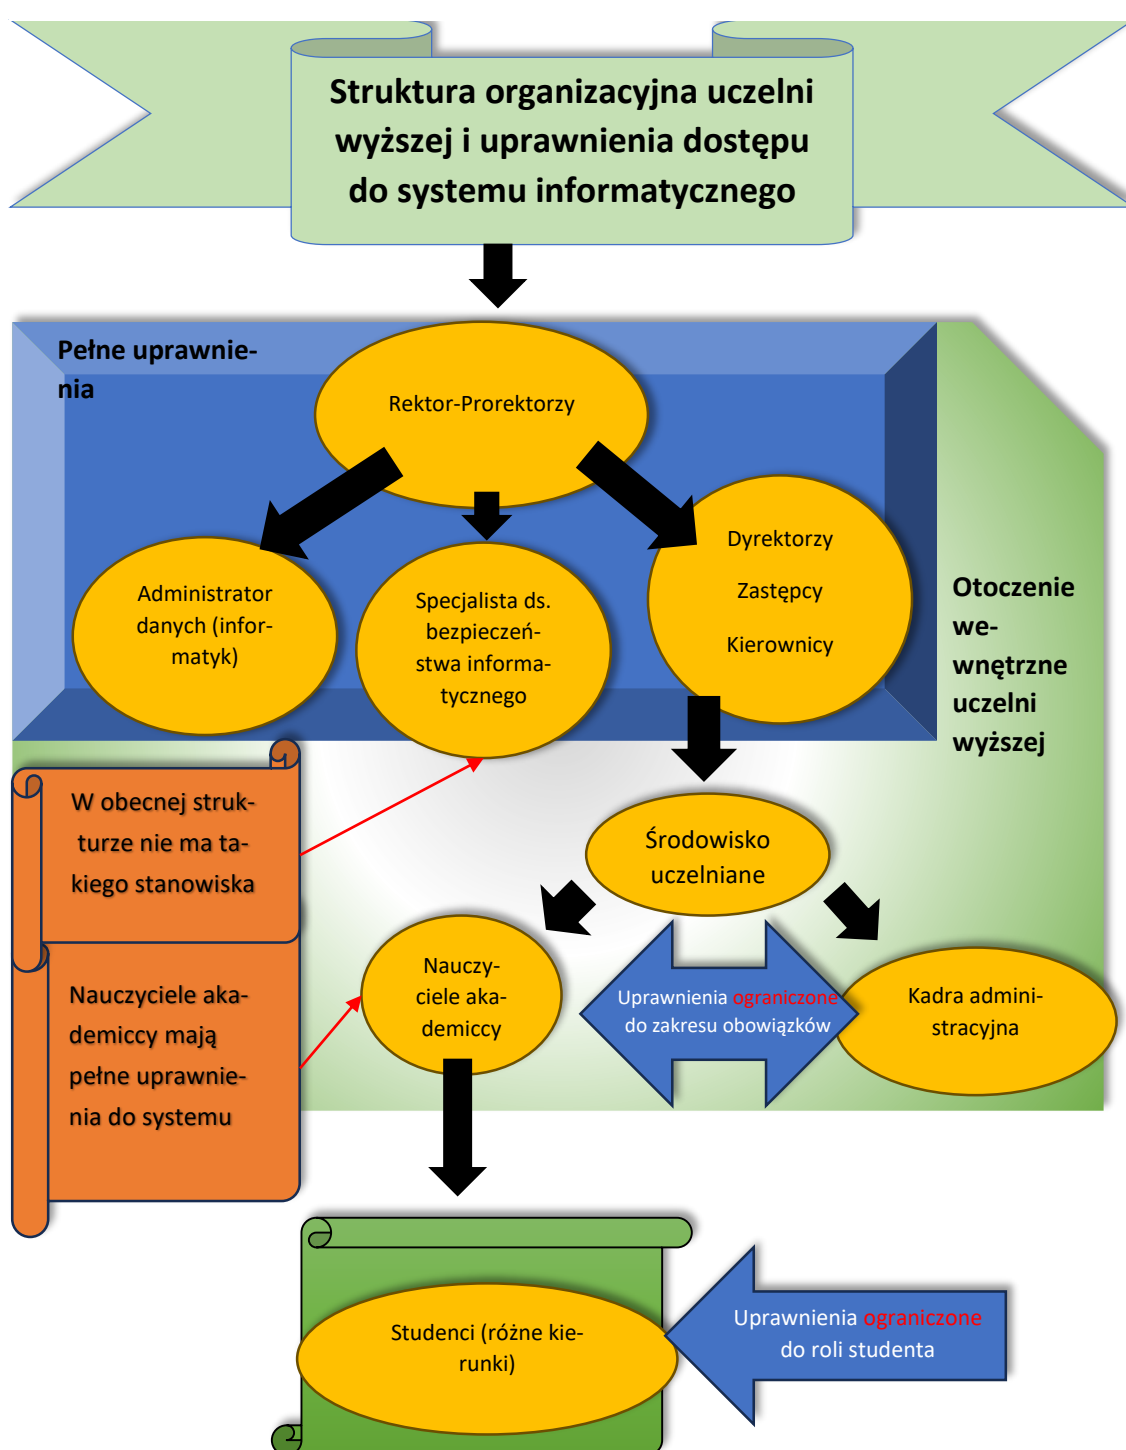 Struktura organizacyjna uczelni
wyższej i uprawnienia dostępu
do systemu informatycznego
Pełne uprawnie-
nia
Rektor-Prorektorzy
Administrator
danych (infor-
matyk)
Specjalista ds.
bezpieczeń-
stwa informa-
tycznego
Dyrektorzy
Zastępcy
Kierownicy
Otoczenie
we-
wnętrzne
uczelni
wyższej
W obecnej struk-
turze nie ma ta-
kiego stanowiska
Środowisko
uczelniane
Nauczyciele aka-
demiccy mają
pełne uprawnie-
nia do systemu
Nauczy-
ciele aka-
demiccy
Uprawnienia ograniczone
do zakresu obowiązków
Kadra admini-
stracyjna
Studenci (różne kie-
runki)
Uprawnienia ograniczone
do roli studenta